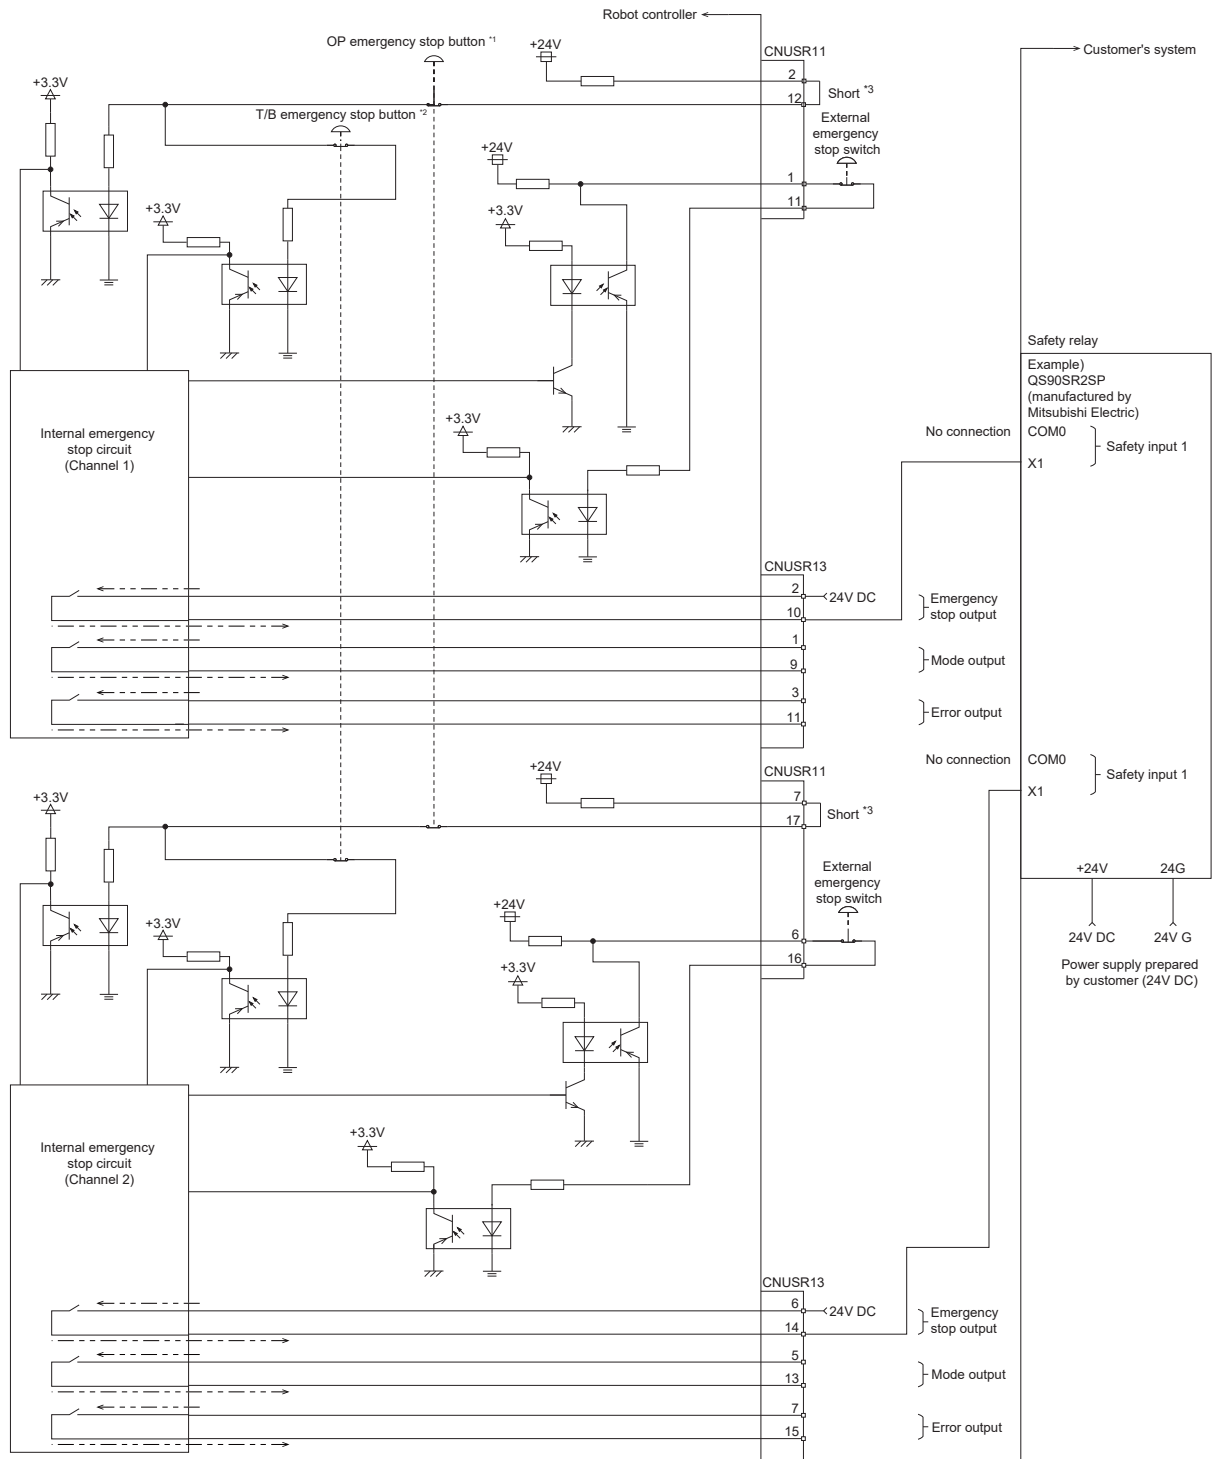 Robot controller
OP emergency stop button *1
+24V
CNUSR11
Customer's system
2
Short *3
12
+3.3V
T/B emergency stop button *2
External
emergency
stop switch
+24V
1
11
+3.3V
+3.3V
Safety relay
Example)
QS90SR2SP
(manufactured by
Mitsubishi Electric)
Internal emergency
stop circuit
(Channel 1)
+3.3V
No connection
COM0
Safety input 1
X1
CNUSR13
2
24V DC
10
Emergency
stop output
1
9
Mode output
3
11
Error output
No connection
COM0
Safety input 1
X1
+24V
CNUSR11
7
Short *3
17
+3.3V
External
emergency
stop switch
+24V
24G
+24V
6
16
+3.3V
+3.3V
24V DC
24V G
Power supply prepared
by customer (24V DC)
Internal emergency
stop circuit
(Channel 2)
+3.3V
CNUSR13
6
24V DC
14
Emergency
stop output
5
13
Mode output
7
15
Error output